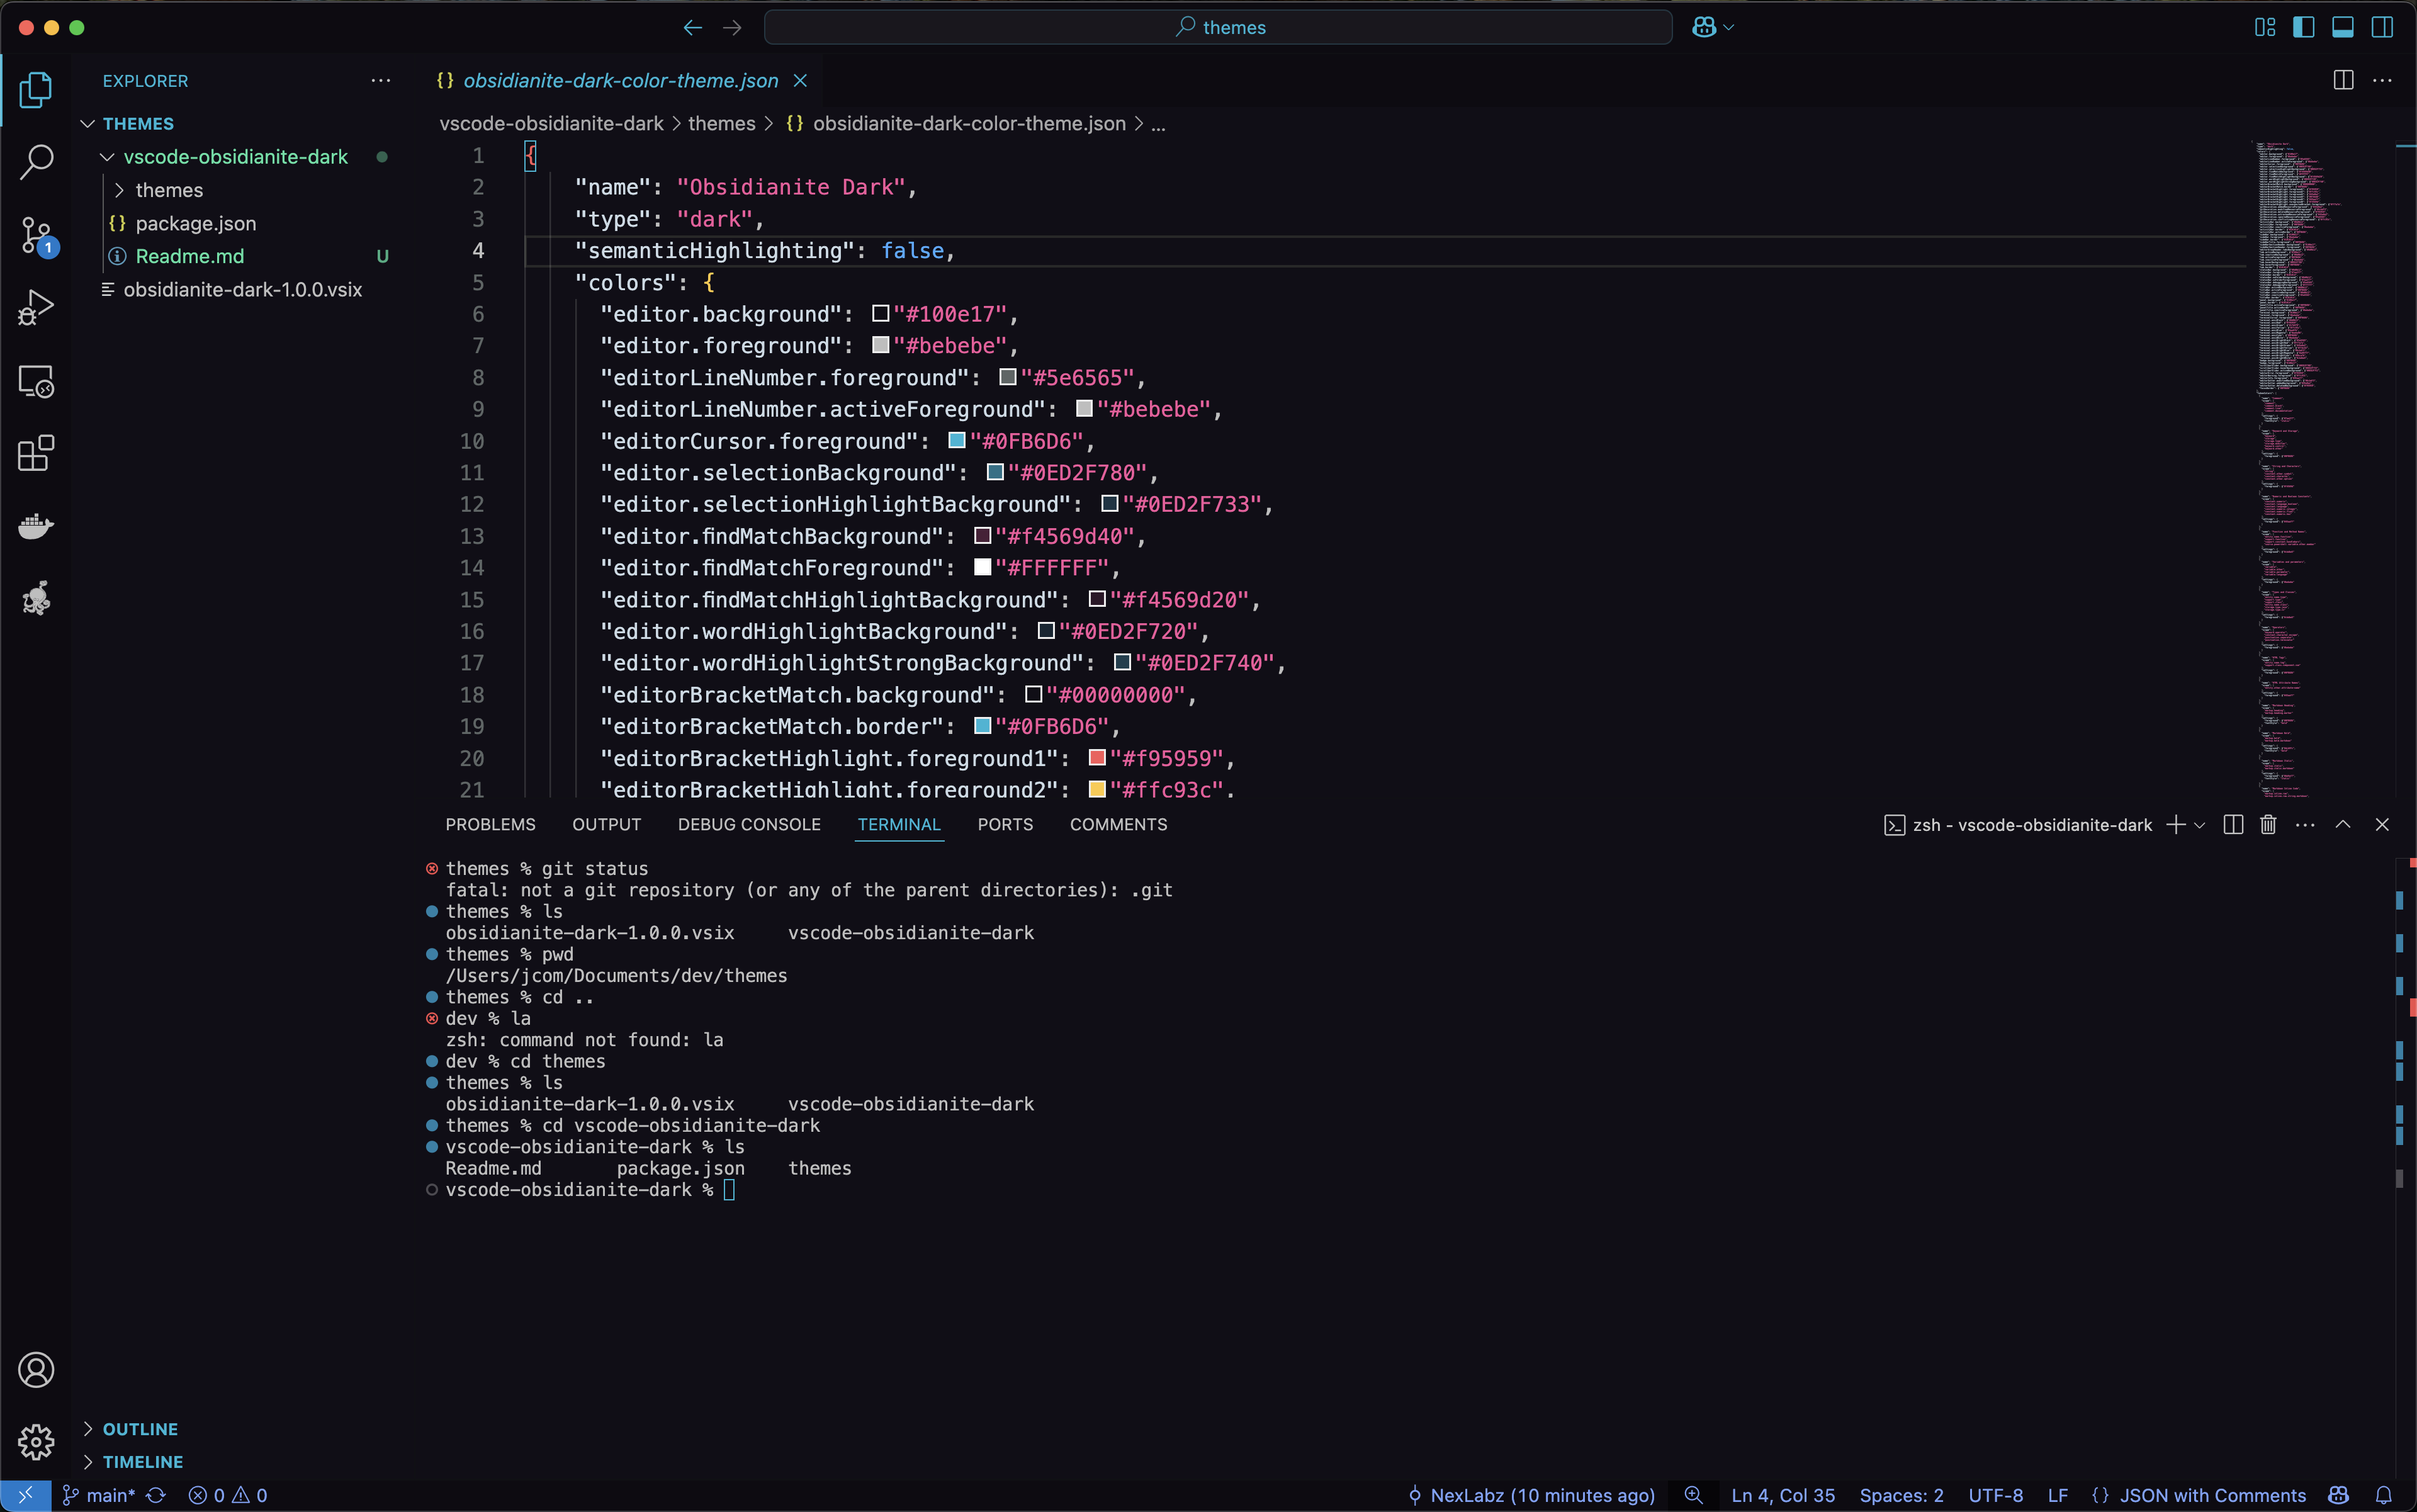 themes
EXPLORER
THEMES
vscode-obsidianite-dark
themes
package.json
Readme.md U
obsidianite-dark-1.0.0.vsix
1
OUTLINE
TIMELINE
obsidianite-dark-color-theme.json
vscode-obsidianite-dark > themes > {} obsidianite-dark-color-theme.json > ...
1 {
2 "name": "Obsidianite Dark",
3 "type": "dark",
4 "semanticHighlighting": false,
5 "colors": {
6 "editor.background": "#100e17",
7 "editor.foreground": "#bebebe",
8 "editorLineNumber.foreground": "#5e6565",
9 "editorLineNumber.activeForeground": "#bebebe",
10 "editorCursor.foreground": "#0FB6D6",
11 "editor.selectionBackground": "#0ED2F780",
12 "editor.selectionHighlightBackground": "#0ED2F733",
13 "editor.findMatchBackground": "#f4569d40",
14 "editor.findMatchForeground": "#FFFFFF",
15 "editor.findMatchHighlightBackground": "#f4569d20",
16 "editor.wordHighlightBackground": "#0ED2F720",
17 "editor.wordHighlightStrongBackground": "#0ED2F740",
18 "editorBracketMatch.background": "#00000000",
19 "editorBracketMatch.border": "#0FB6D6",
20 "editorBracketHighlight.foreground1": "#f95959",
21 "editorBracketHighlight.foreground2": "#ffc93c",
PROBLEMS OUTPUT DEBUG CONSOLE TERMINAL PORTS COMMENTS
zsh - vscode-obsidianite-dark
themes % git status
fatal: not a git repository (or any of the parent directories): .git
themes % ls
obsidianite-dark-1.0.0.vsix vscode-obsidianite-dark
themes % pwd
/Users/jcom/Documents/dev/themes
themes % cd ..
dev % la
zsh: command not found: la
dev % cd themes
themes % ls
obsidianite-dark-1.0.0.vsix vscode-obsidianite-dark
themes % cd vscode-obsidianite-dark
vscode-obsidianite-dark % ls
Readme.md package.json themes
vscode-obsidianite-dark %
main* 0 0
NexLabz (10 minutes ago) Ln 4, Col 35 Spaces: 2 UTF-8 LF {} JSON with Comments